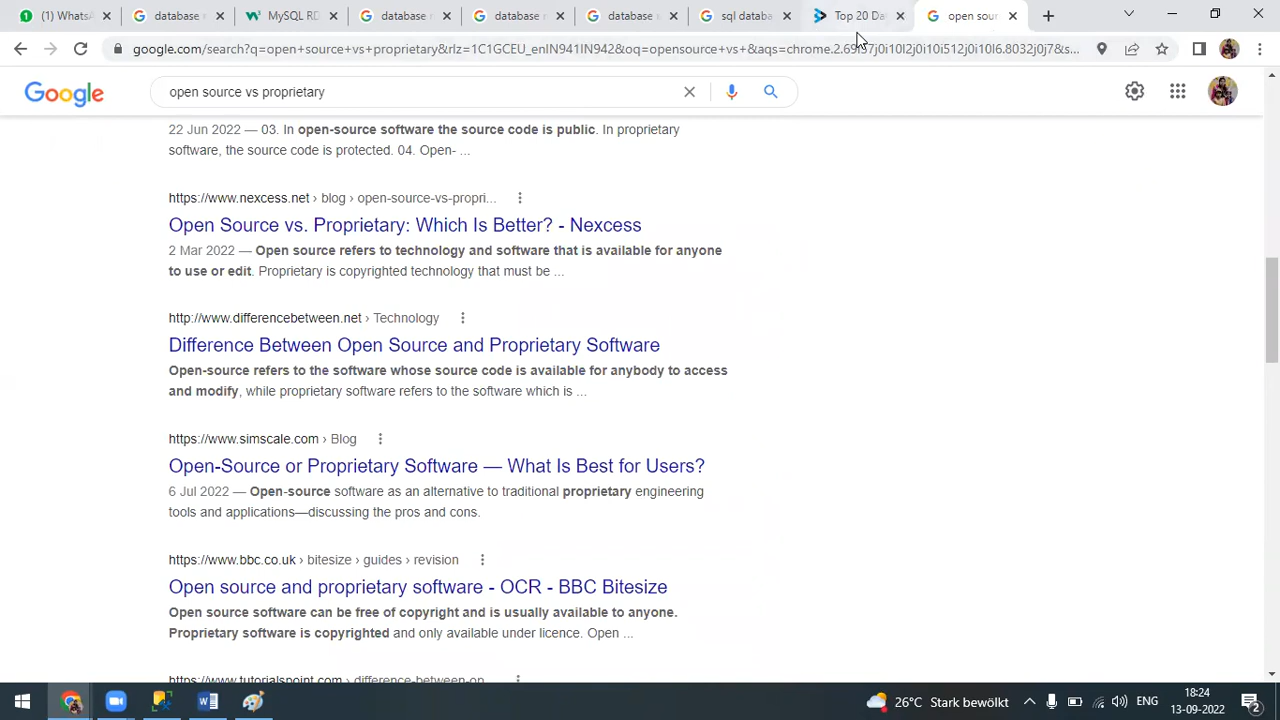 (1) WhatsA
database
MySQL RD
database
database
database
sql databa
Top 20 Da
open sour
google.com/search?q=open+source+vs+proprietary&rlz=1C1GCEU_enIN941IN942&oq=opensource+vs+&aqs=chrome.2.69i57j0i10l2j0i10i512j0i10l6.8032j0j7&s...
Google
open source vs proprietary
22 Jun 2022 — 03. In open-source software the source code is public. In proprietary
software, the source code is protected. 04. Open- ...
https://www.nexcess.net › blog › open-source-vs-propri...
Open Source vs. Proprietary: Which Is Better? - Nexcess
2 Mar 2022 — Open source refers to technology and software that is available for anyone
to use or edit. Proprietary is copyrighted technology that must be ...
http://www.differencebetween.net › Technology
Difference Between Open Source and Proprietary Software
Open-source refers to the software whose source code is available for anybody to access
and modify, while proprietary software refers to the software which is ...
https://www.simscale.com › Blog
Open-Source or Proprietary Software — What Is Best for Users?
6 Jul 2022 — Open-source software as an alternative to traditional proprietary engineering
tools and applications—discussing the pros and cons.
https://www.bbc.co.uk › bitesize › guides › revision
Open source and proprietary software - OCR - BBC Bitesize
Open source software can be free of copyright and is usually available to anyone.
Proprietary software is copyrighted and only available under licence. Open ...
https://www.tutorialspoint.com › difference-between-op...
26°C Stark bewölkt
ENG
18:24
13-09-2022
2